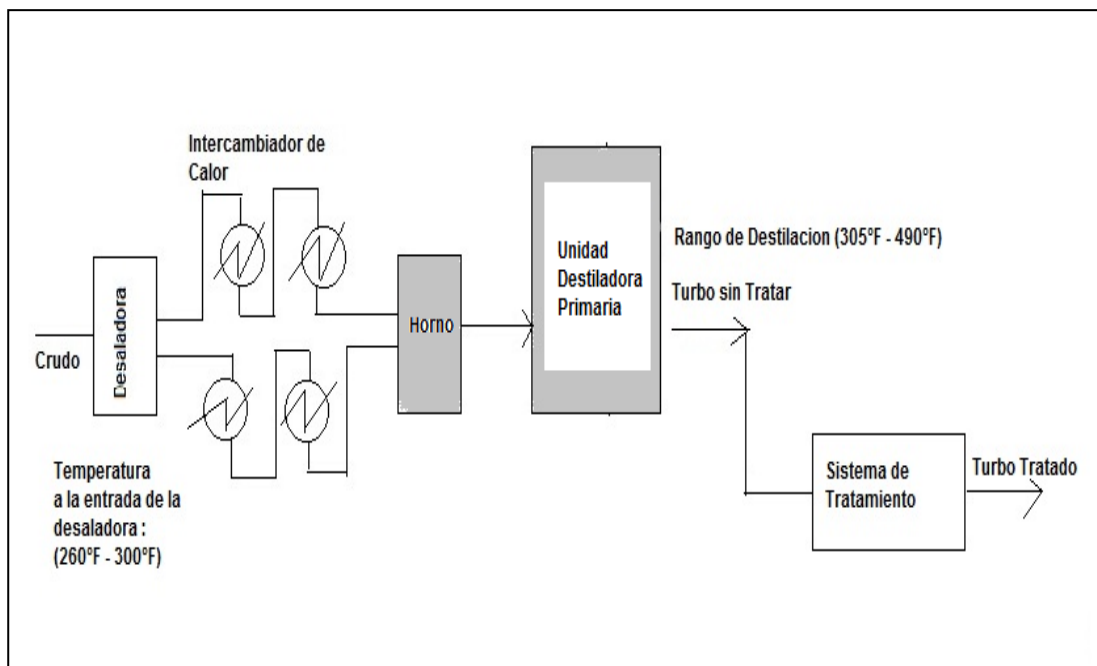 Crudo
Desaladora
Temperatura
a la entrada de la
desaladora :
(260°F - 300°F)
Intercambiador de
Calor
Horno
Unidad
Destiladora
Primaria
Rango de Destilacion (305°F - 490°F)
Turbo sin Tratar
Sistema de
Tratamiento
Turbo Tratado